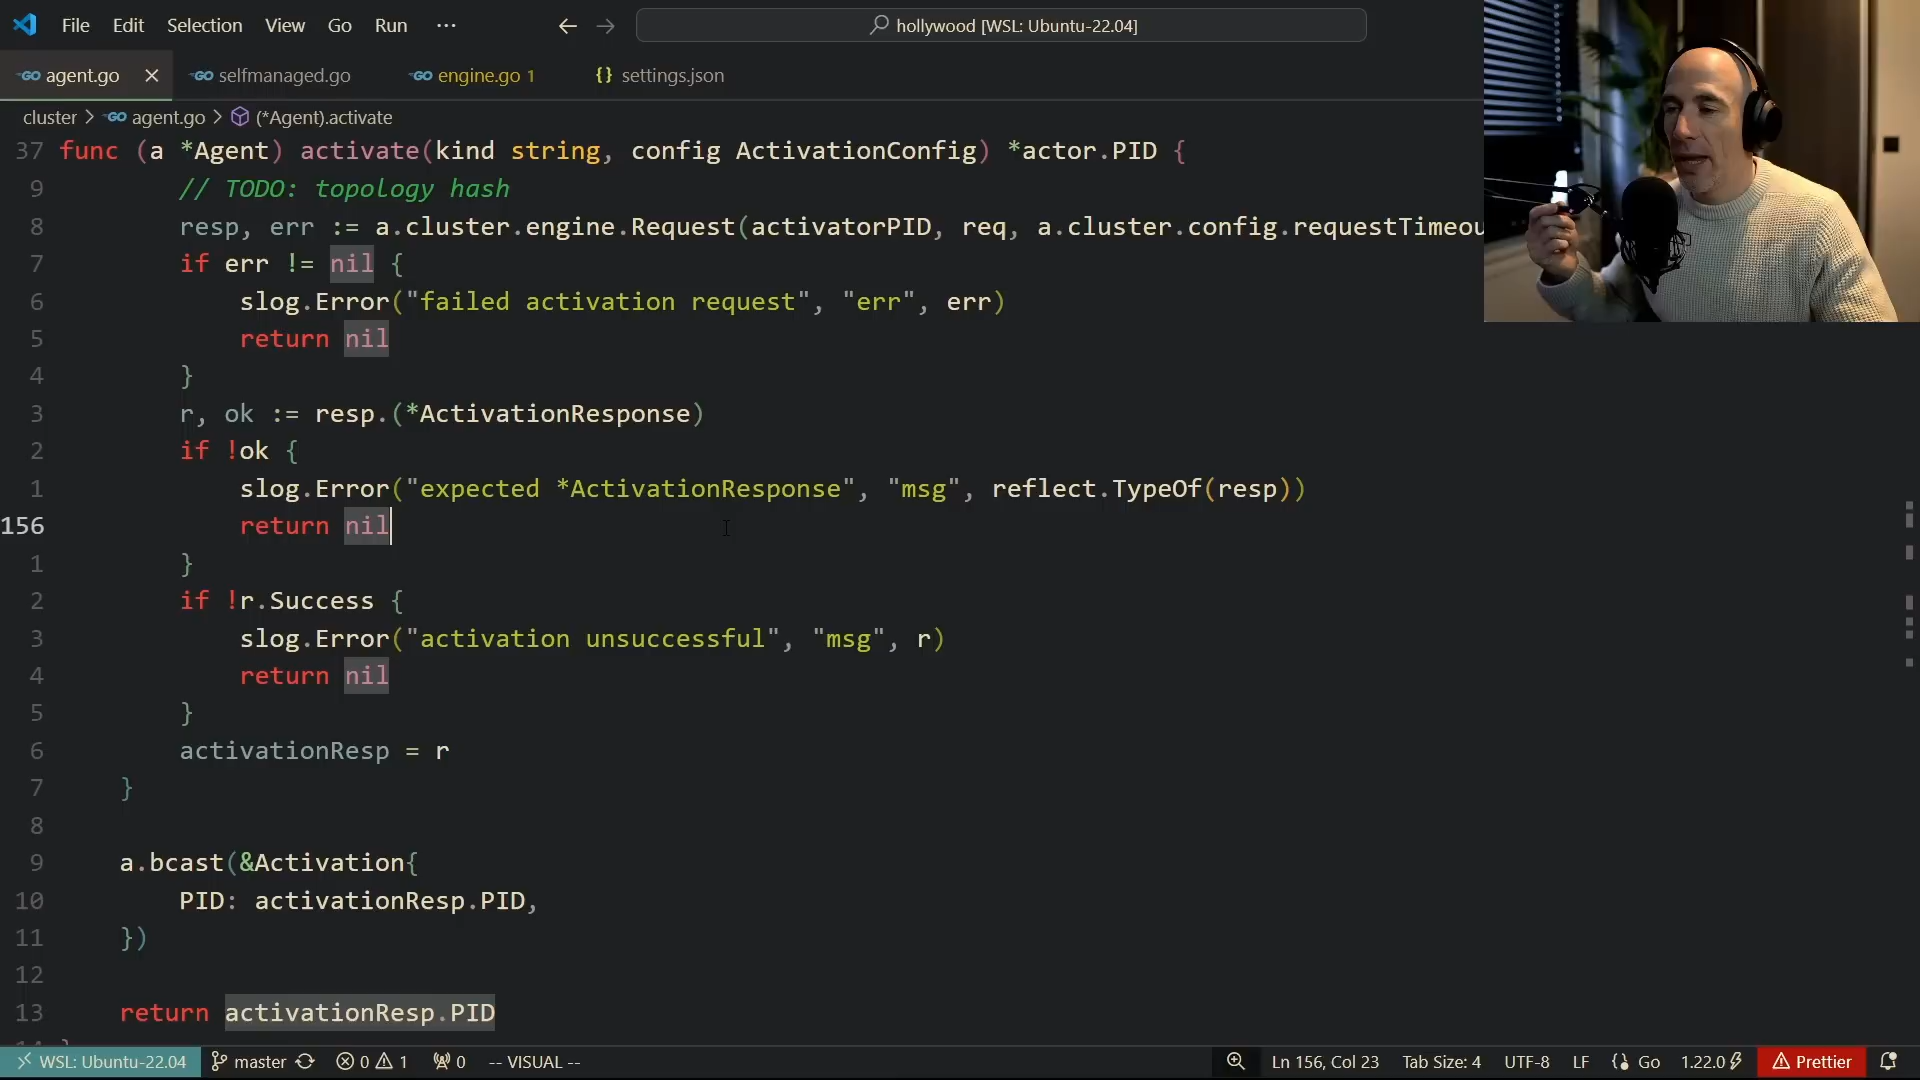 File Edit Selection View Go Run ··· hollywood [WSL: Ubuntu-22.04]
agent.go selfmanaged.go engine.go 1 settings.json
cluster > agent.go > (*Agent).activate
37 func (a *Agent) activate(kind string, config ActivationConfig) *actor.PID {
9 // TODO: topology hash
8 resp, err := a.cluster.engine.Request(activatorPID, req, a.cluster.config.requestTimeou
7 if err != nil {
6 slog.Error("failed activation request", "err", err)
5 return nil
4 }
3 r, ok := resp.(*ActivationResponse)
2 if !ok {
1 slog.Error("expected *ActivationResponse", "msg", reflect.TypeOf(resp))
156 return nil
1 }
2 if !r.Success {
3 slog.Error("activation unsuccessful", "msg", r)
4 return nil
5 }
6 activationResp = r
7 }
8
9 a.bcast(&Activation{
10 PID: activationResp.PID,
11 })
12
13 return activationResp.PID
WSL: Ubuntu-22.04 master 0 1 0 -- VISUAL -- Ln 156, Col 23 Tab Size: 4 UTF-8 LF Go 1.22.0 Prettier